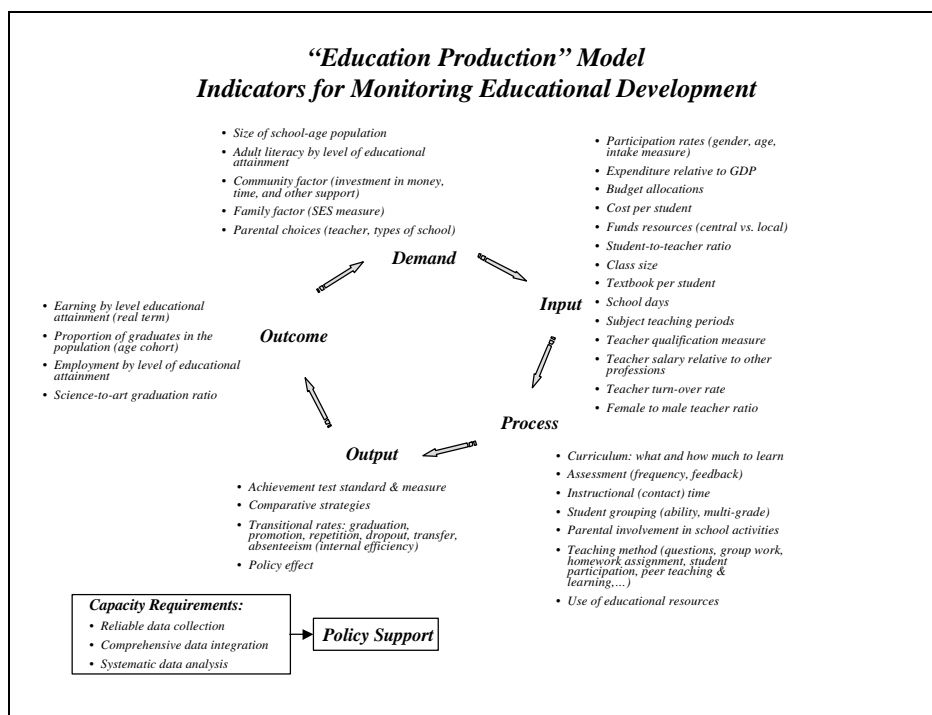 “Education Production” Model
Indicators for Monitoring Educational Development
• Size of school-age population
• Adult literacy by level of educational
attainment
• Community factor (investment in money,
time, and other support)
• Family factor (SES measure)
• Parental choices (teacher, types of school)
Demand
• Participation rates (gender, age,
intake measure)
• Expenditure relative to GDP
• Budget allocations
• Cost per student
• Funds resources (central vs. local)
• Student-to-teacher ratio
• Class size
• Textbook per student
• School days
• Subject teaching periods
• Teacher qualification measure
• Teacher salary relative to other
professions
• Teacher turn-over rate
• Female to male teacher ratio
Input
• Earning by level educational
attainment (real term)
• Proportion of graduates in the
population (age cohort)
• Employment by level of educational
attainment
• Science-to-art graduation ratio
Outcome
Process
• Curriculum: what and how much to learn
• Assessment (frequency, feedback)
• Instructional (contact) time
• Student grouping (ability, multi-grade)
• Parental involvement in school activities
• Teaching method (questions, group work,
homework assignment, student
participation, peer teaching &
learning,…)
• Use of educational resources
Output
• Achievement test standard & measure
• Comparative strategies
• Transitional rates: graduation,
promotion, repetition, dropout, transfer,
absenteeism (internal efficiency)
• Policy effect
Capacity Requirements:
• Reliable data collection
• Comprehensive data integration
• Systematic data analysis
Policy Support